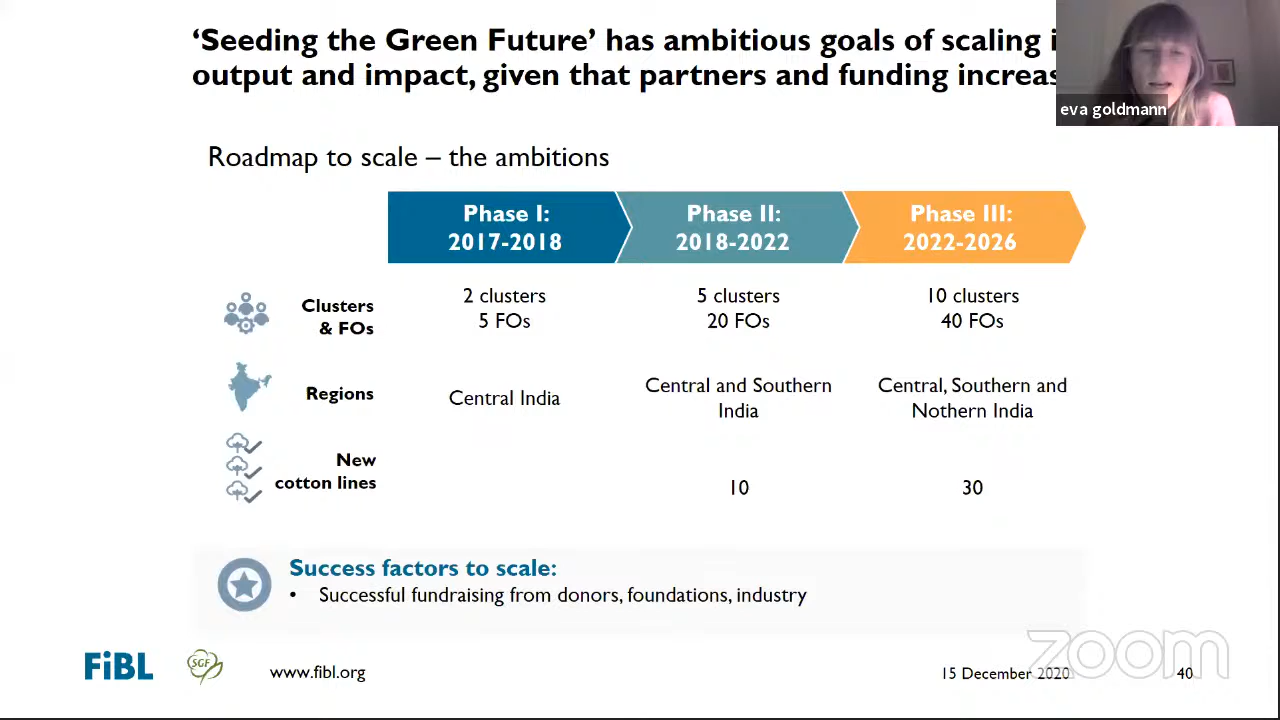 ‘Seeding the Green Future’ has ambitious goals of scaling
output and impact, given that partners and funding
eva goldmann
Roadmap to scale – the ambitions
Phase I:
2017-2018
Phase II:
2018-2022
Phase III:
2022-2026
Clusters
& FOs
2 clusters
5 FOs
5 clusters
20 FOs
10 clusters
40 FOs
Regions
Central India
Central and Southern
India
Central, Southern and
Nothern India
New
cotton lines
10
30
Success factors to scale:
• Successful fundraising from donors, foundations, industry
FiBL
SGF
www.fibl.org
15 December 2020
40
zoom